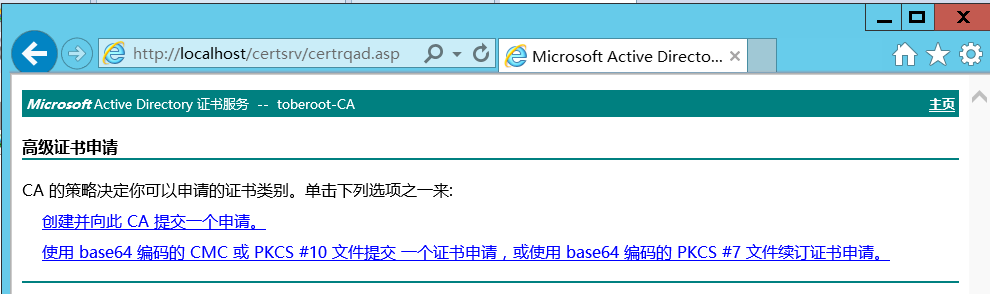 http://localhost/certsrv/certrqad.asp
Microsoft Active Directo...
Microsoft Active Directory 证书服务 -- toberoot-CA
主页
高级证书申请
CA 的策略决定你可以申请的证书类别。单击下列选项之一来:
创建并向此 CA 提交一个申请。
使用 base64 编码的 CMC 或 PKCS #10 文件提交 一个证书申请，或使用 base64 编码的 PKCS #7 文件续订证书申请。